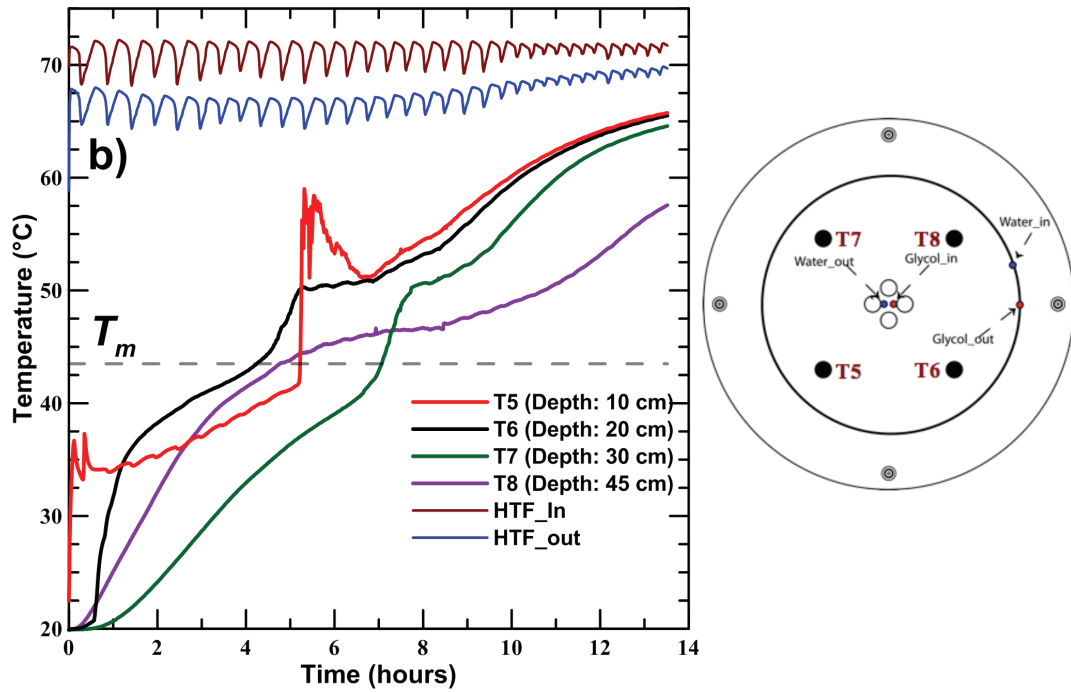 b)
Temperature (°C)
70
60
50
40
30
20
T_m
T5 (Depth: 10 cm)
T6 (Depth: 20 cm)
T7 (Depth: 30 cm)
T8 (Depth: 45 cm)
HTF_In
HTF_out
0 2 4 6 8 10 12 14
Time (hours)
Water_in
T7 T8
Water_out Glycol_in
Glycol_out
T5 T6